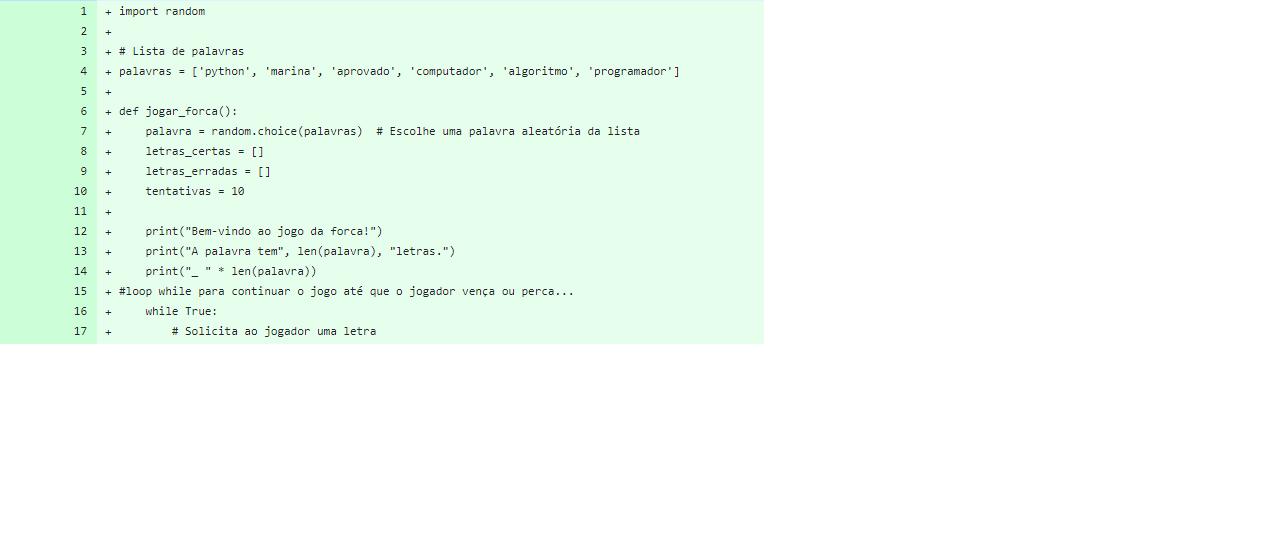 1 + import random
2 +
3 + # Lista de palavras
4 + palavras = ['python', 'marina', 'aprovado', 'computador', 'algoritmo', 'programador']
5 +
6 + def jogar_forca():
7 +     palavra = random.choice(palavras)  # Escolhe uma palavra aleatória da lista
8 +     letras_certas = []
9 +     letras_erradas = []
10 +     tentativas = 10
11 +
12 +     print("Bem-vindo ao jogo da forca!")
13 +     print("A palavra tem", len(palavra), "letras.")
14 +     print("_ " * len(palavra))
15 + #loop while para continuar o jogo até que o jogador vença ou perca...
16 +     while True:
17 +         # Solicita ao jogador uma letra